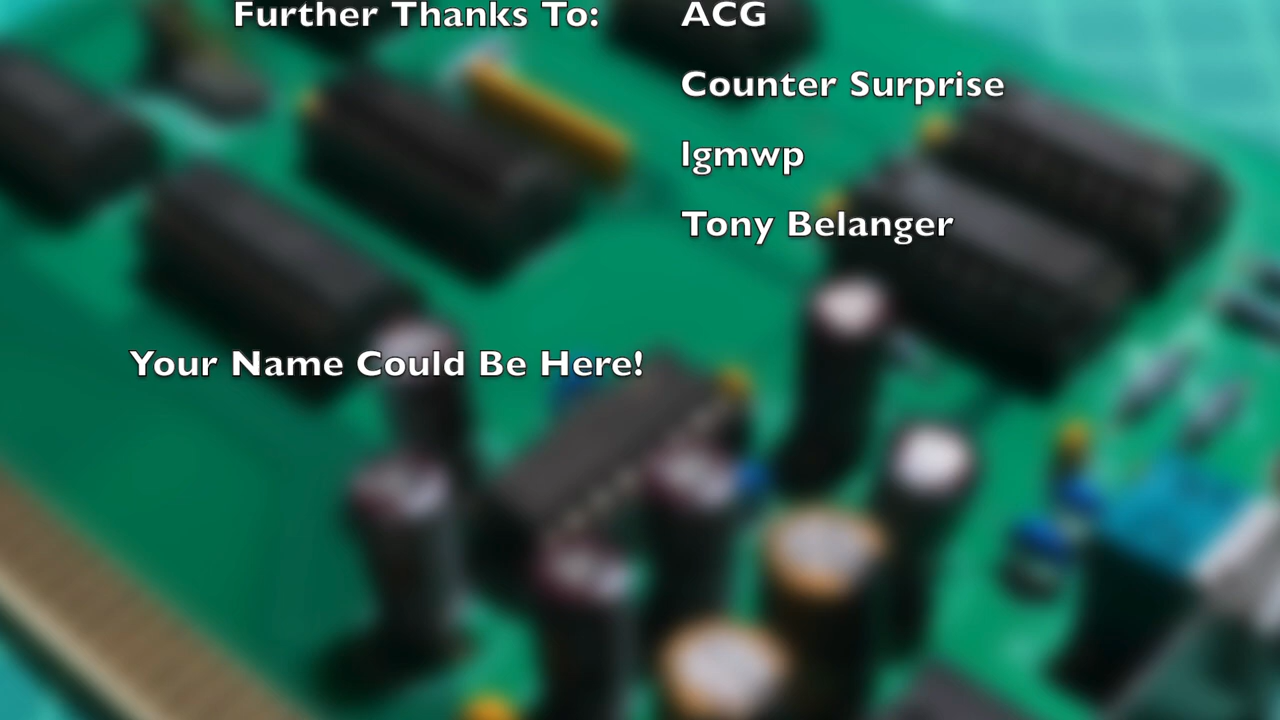 Further Thanks To: ACG
Counter Surprise
lgmwp
Tony Belanger
Your Name Could Be Here!